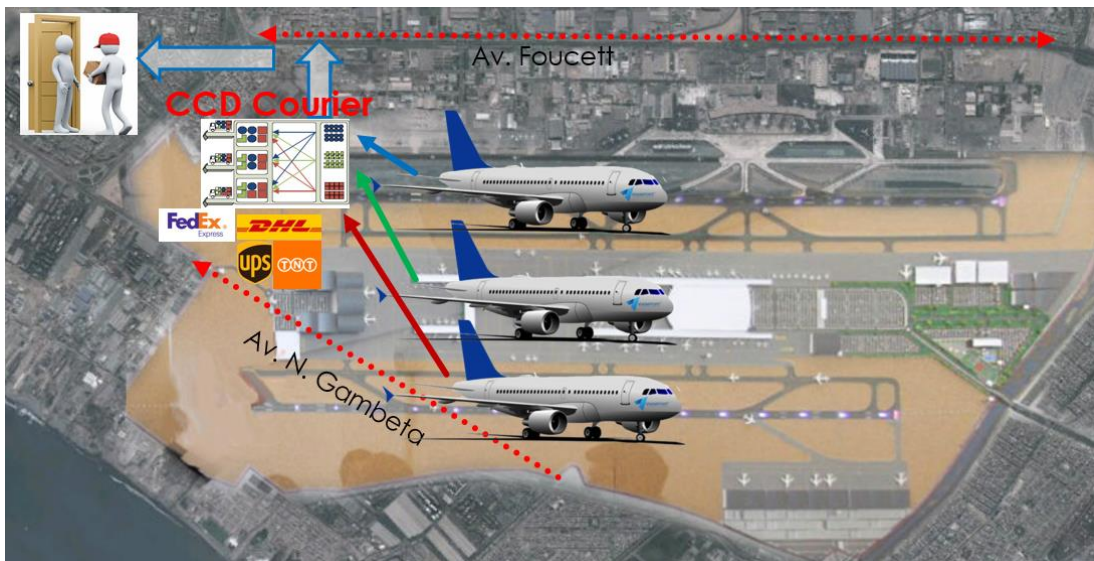 Av. Foucett
CCD Courier
FedEx®
Express
DHL
ups
TNT
Av. N. Gambeta